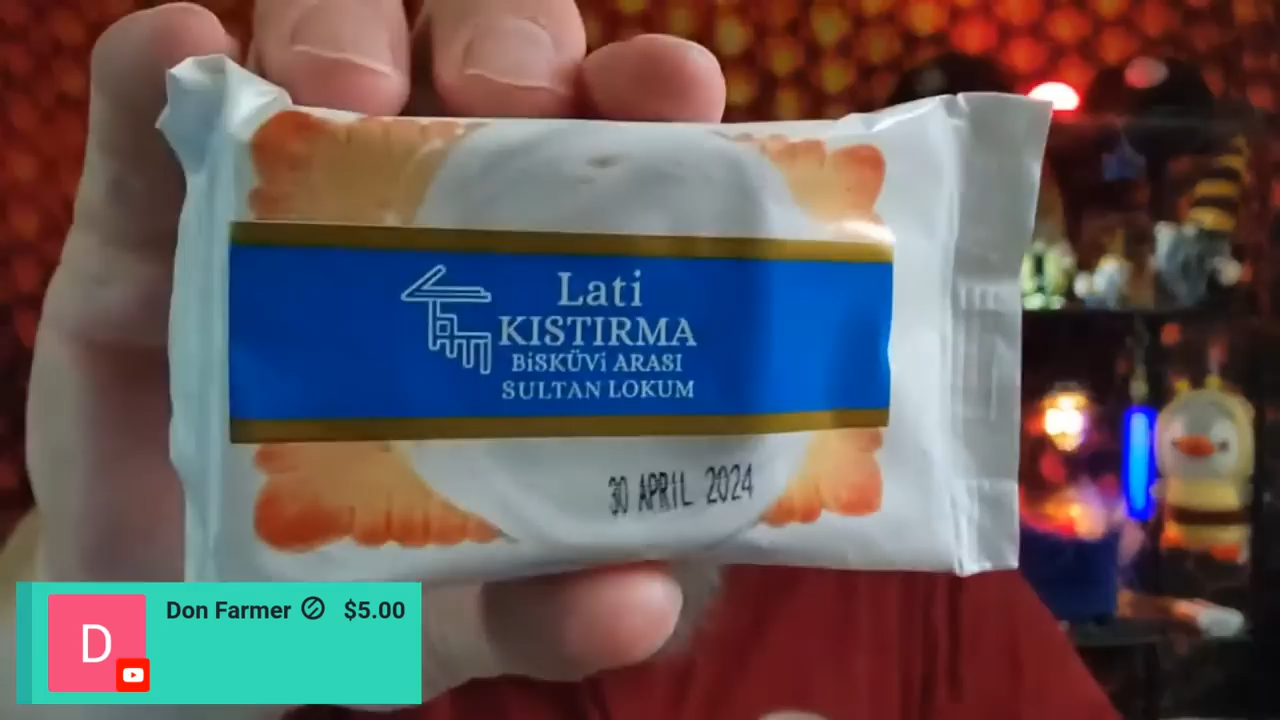 Lati
KISTIRMA
BiSKÜVi ARASI
SULTAN LOKUM
30 APRiL 2024
D
Don Farmer $5.00